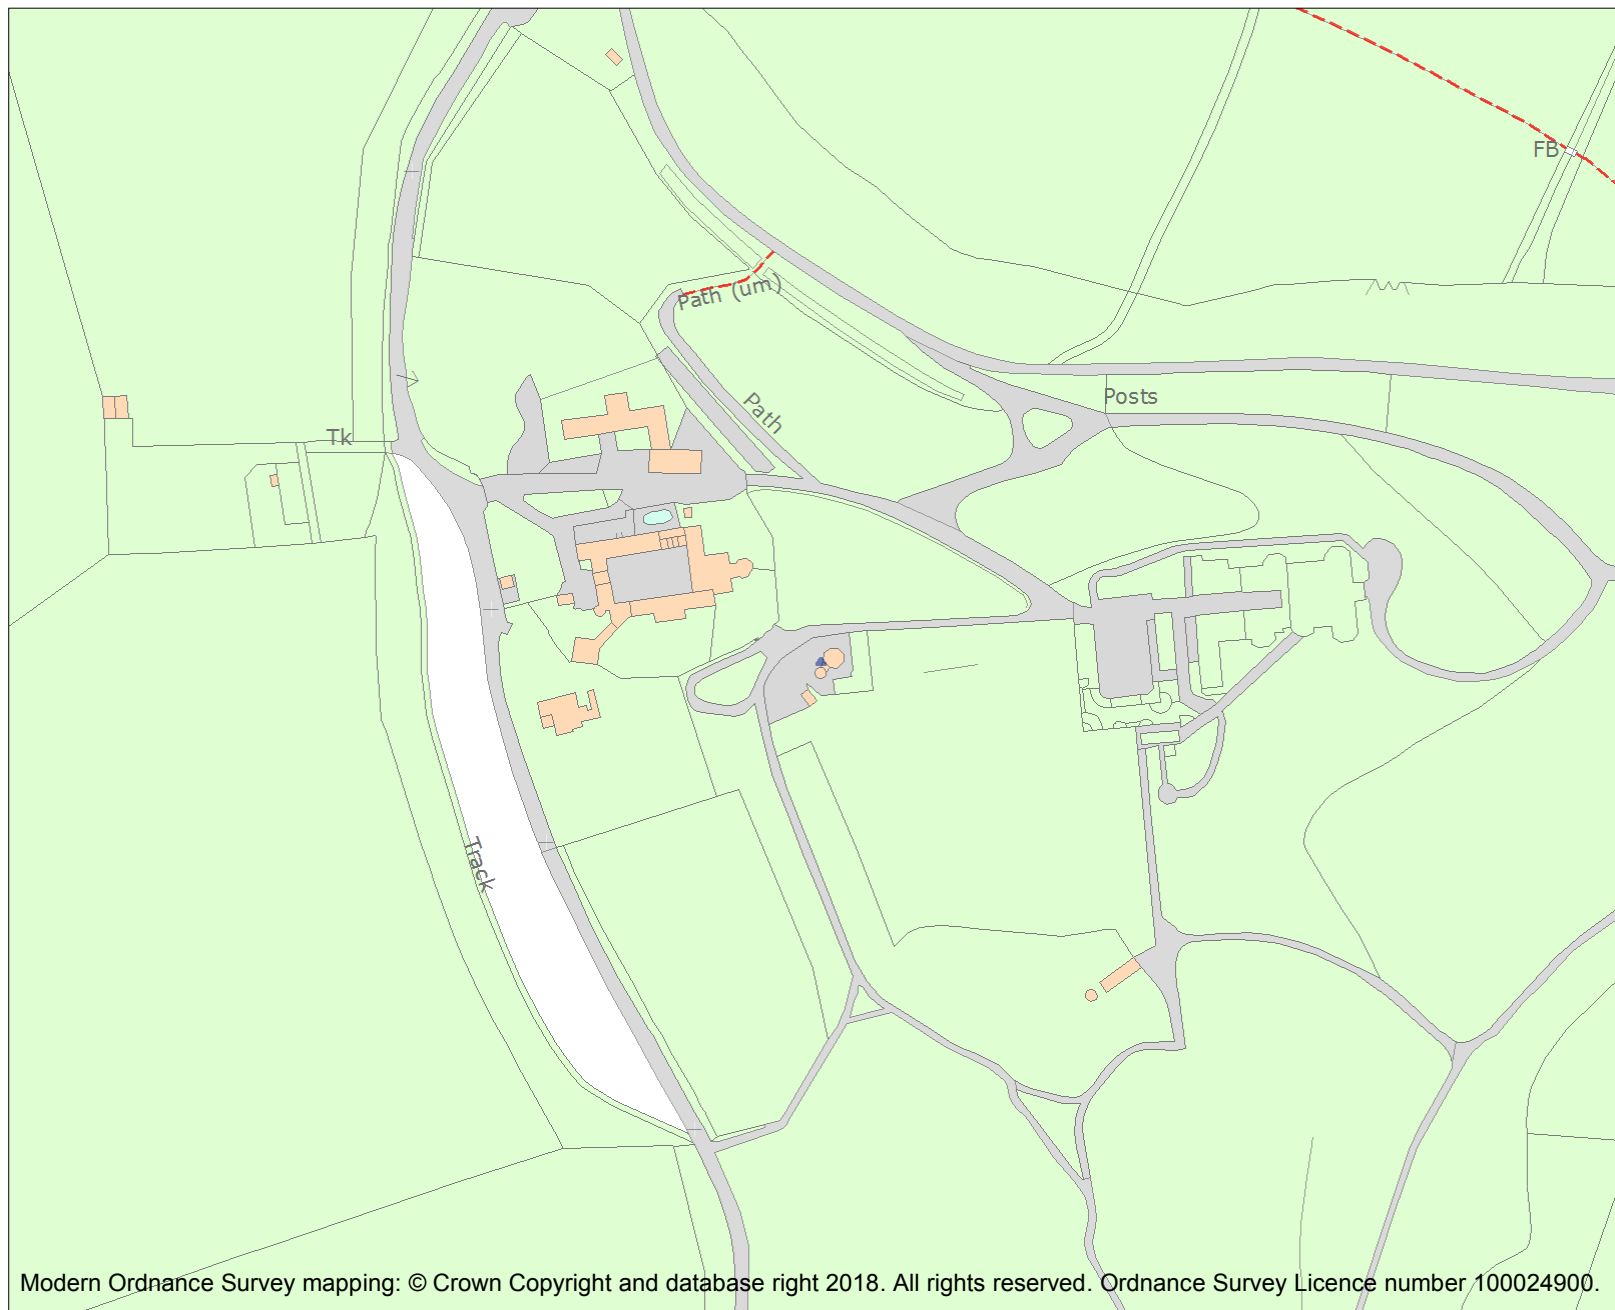 FB
Path (um)
Posts
Path
Tk
Track
Modern Ordnance Survey mapping: © Crown Copyright and database right 2018. All rights reserved. Ordnance Survey Licence number 100024900.